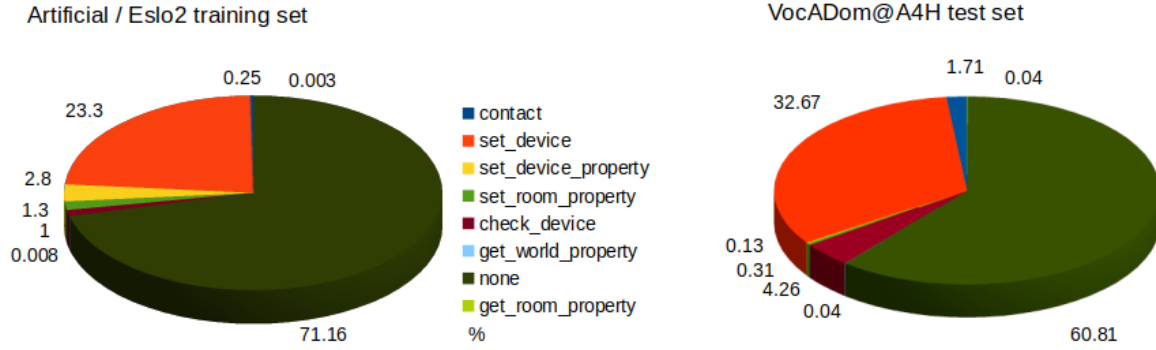 Artificial / Eslo2 training set
0.25
0.003
23.3
2.8
1.3
1
0.008
71.16
contact
set_device
set_device_property
set_room_property
check_device
get_world_property
none
get_room_property
%
VocADom@A4H test set
1.71
0.04
32.67
0.13
0.31
4.26
0.04
60.81